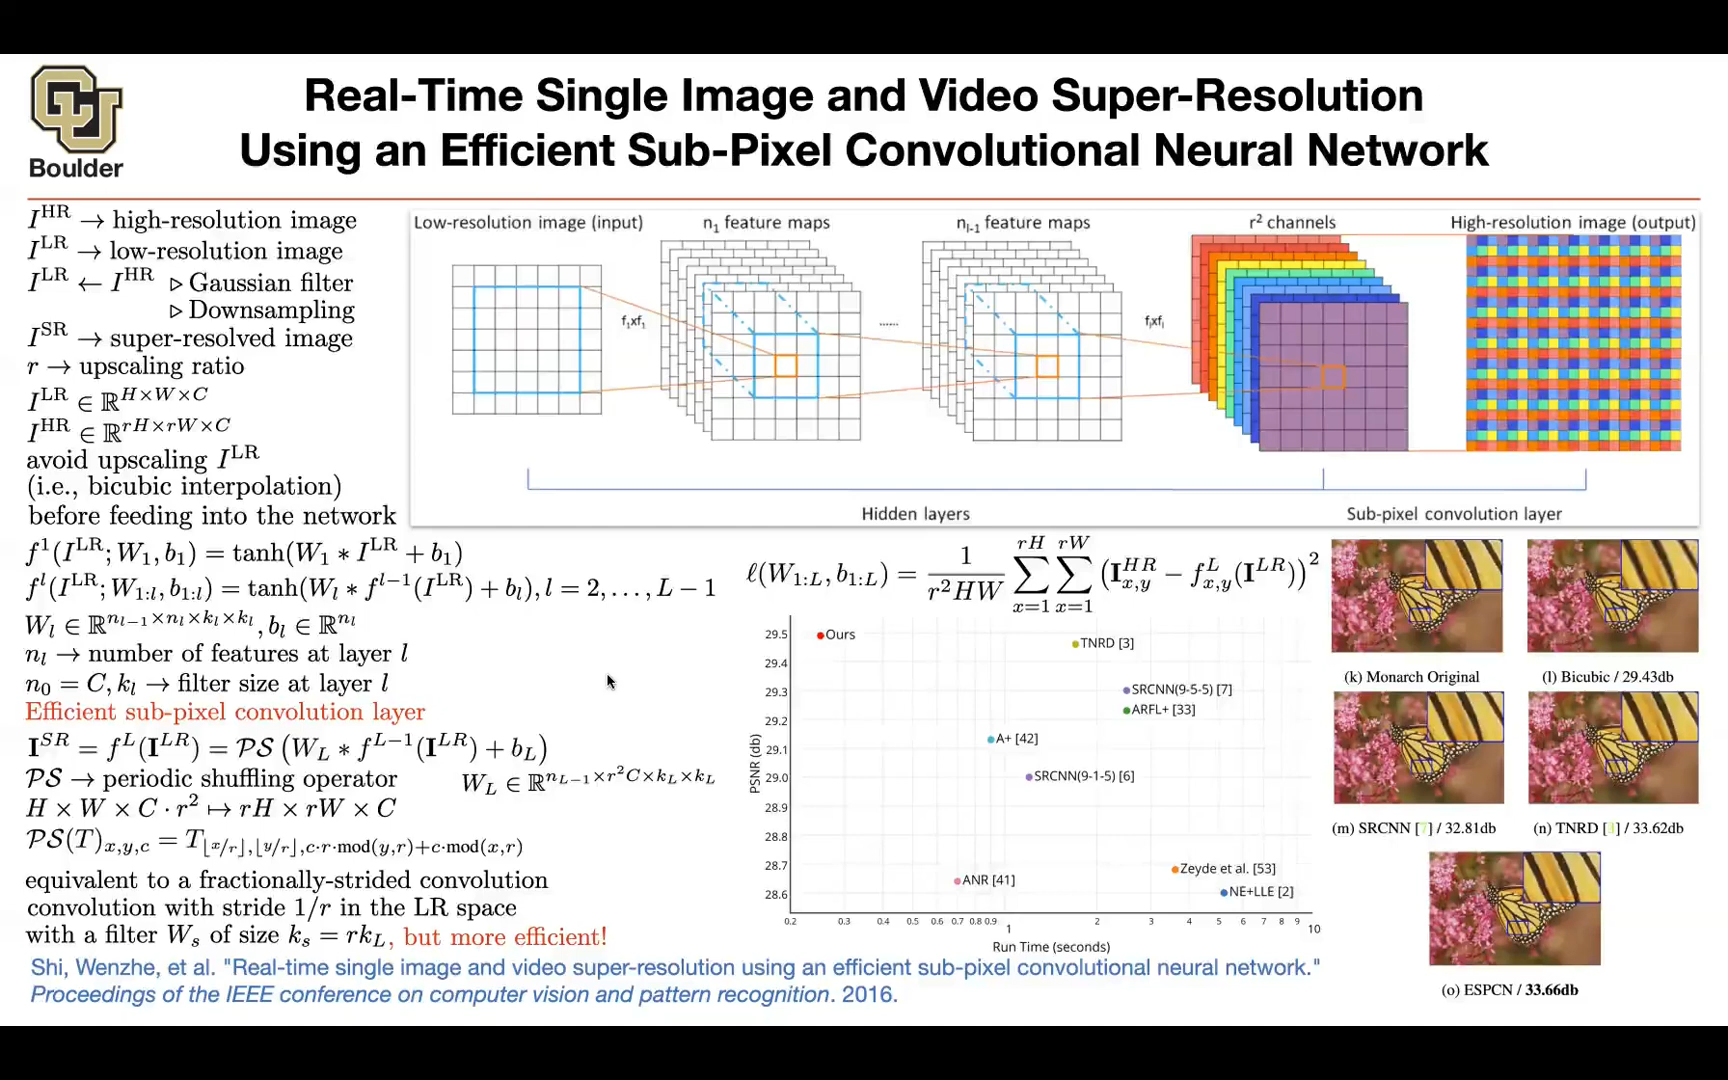 Real-Time Single Image and Video Super-Resolution
Using an Efficient Sub-Pixel Convolutional Neural Network
CU
Boulder
I^HR → high-resolution image
I^LR → low-resolution image
I^LR ← I^HR ▷ Gaussian filter
▷ Downsampling
I^SR → super-resolved image
r → upscaling ratio
I^LR ∈ ℝ^{H×W×C}
I^HR ∈ ℝ^{rH×rW×C}
avoid upscaling I^LR
(i.e., bicubic interpolation)
before feeding into the network
f^1(I^LR; W_1, b_1) = tanh(W_1 ∗ I^LR + b_1)
f^l(I^LR; W_{1:l}, b_{1:l}) = tanh(W_l ∗ f^{l−1}(I^LR) + b_l), l = 2, . . . , L − 1
W_l ∈ ℝ^{n_{l−1}×n_l×k_l×k_l}, b_l ∈ ℝ^{n_l}
n_l → number of features at layer l
n_0 = C, k_l → filter size at layer l
Efficient sub-pixel convolution layer
I^SR = f^L(I^LR) = PS(W_L ∗ f^{L−1}(I^LR) + b_L)
PS → periodic shuffling operator
W_L ∈ ℝ^{n_{L−1}×r^2C×k_L×k_L}
H × W × C · r^2 ↦ rH × rW × C
PS(T)_{x,y,c} = T_{⌊x/r⌋,⌊y/r⌋,c·r·mod(y,r)+c·mod(x,r)}
equivalent to a fractionally-strided convolution
convolution with stride 1/r in the LR space
with a filter W_s of size k_s = rk_L, but more efficient!
Low-resolution image (input)
n_1 feature maps
n_{l-1} feature maps
r^2 channels
High-resolution image (output)
f_1xf_1
......
f_lxf_l
Hidden layers
Sub-pixel convolution layer
ℓ(W_{1:L}, b_{1:L}) = \frac{1}{r^2HW} ∑_{x=1}^{rH} ∑_{x=1}^{rW} (I^{HR}_{x,y} − f^L_{x,y}(I^{LR}))^2
PSNR (db)
29.5
29.4
29.3
29.2
29.1
29.0
28.9
28.8
28.7
28.6
Ours
TNRD [3]
SRCNN(9-5-5) [7]
ARFL+ [33]
A+ [42]
SRCNN(9-1-5) [6]
Zeyde et al. [53]
ANR [41]
NE+LLE [2]
0.2 0.3 0.4 0.5 0.6 0.7 0.8 0.9 1 2 3 4 5 6 7 8 9 10
Run Time (seconds)
(k) Monarch Original
(l) Bicubic / 29.43db
(m) SRCNN [7] / 32.81db
(n) TNRD [3] / 33.62db
(o) ESPCN / 33.66db
Shi, Wenzhe, et al. "Real-time single image and video super-resolution using an efficient sub-pixel convolutional neural network."
Proceedings of the IEEE conference on computer vision and pattern recognition. 2016.